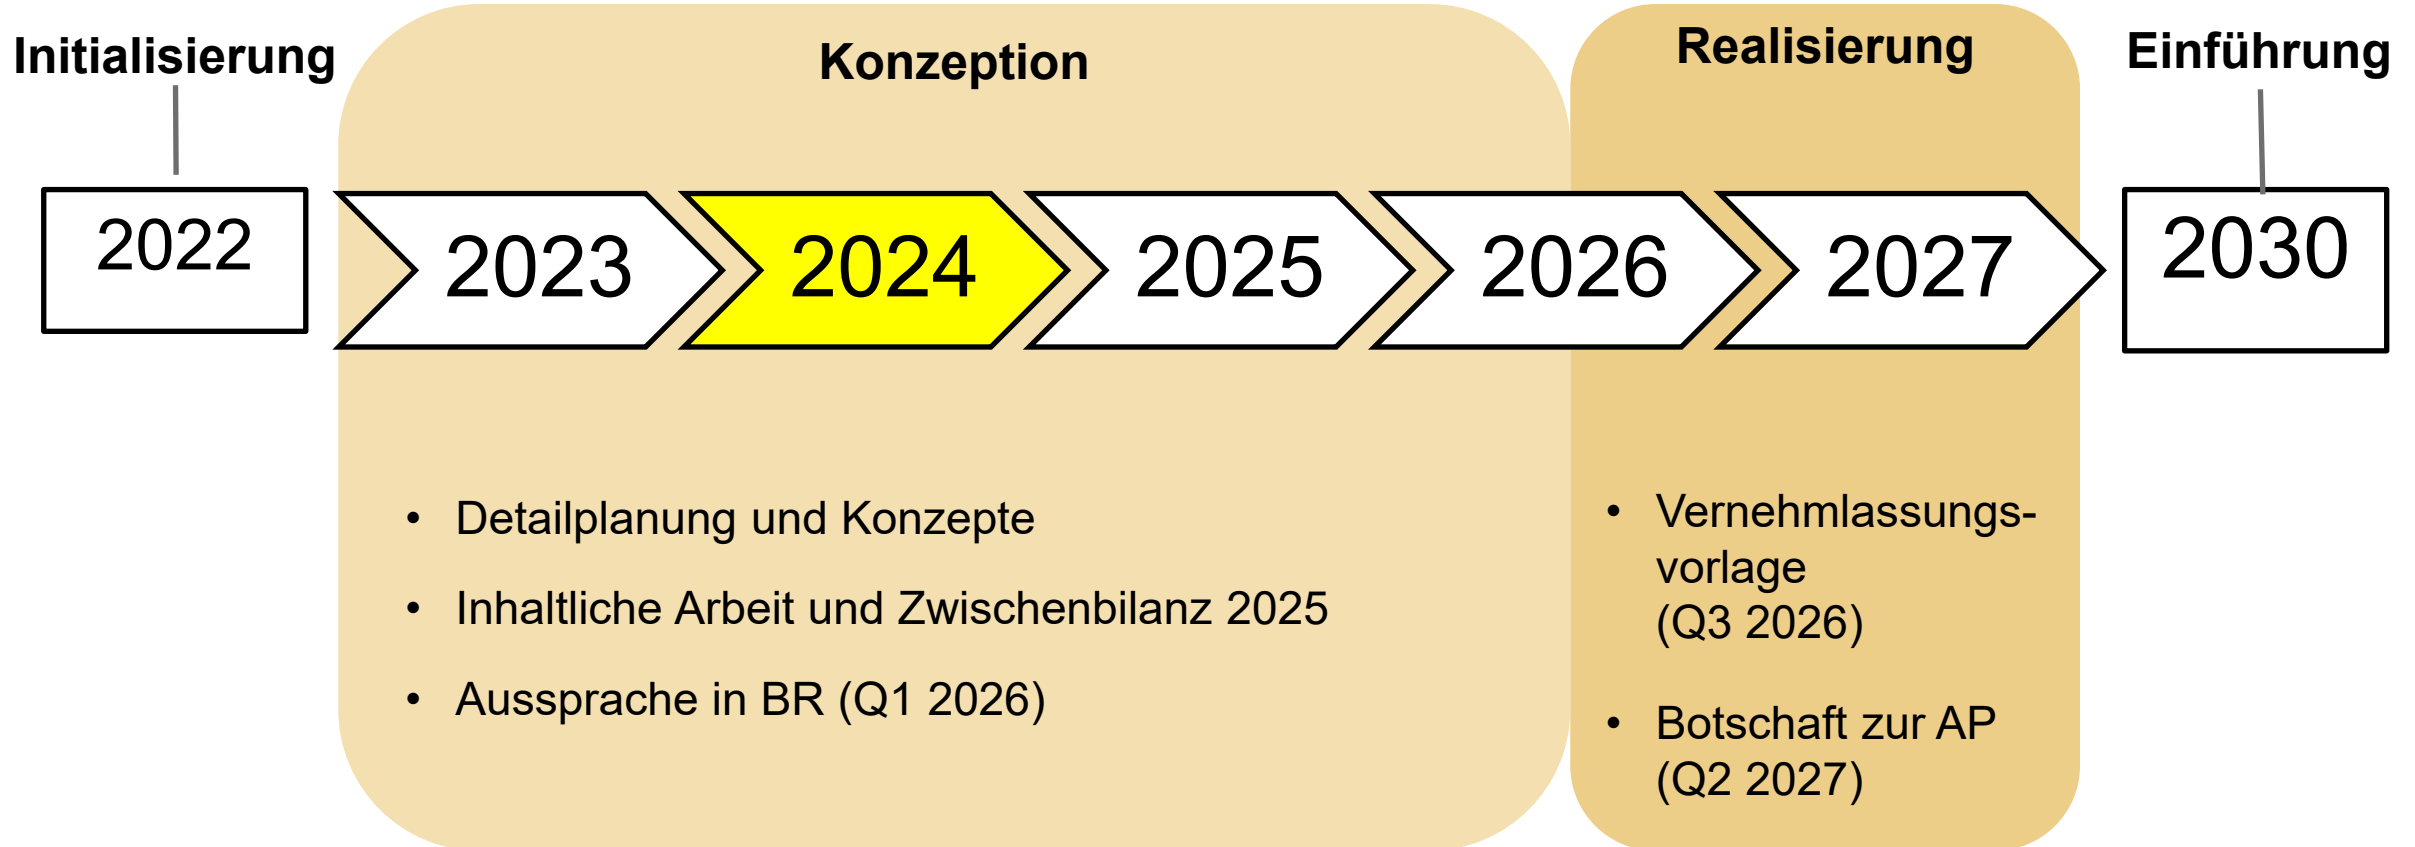 Initialisierung
Konzeption
Realisierung
Einführung
2022
2023
2024
2025
2026
2027
2030
• Detailplanung und Konzepte
• Inhaltliche Arbeit und Zwischenbilanz 2025
• Aussprache in BR (Q1 2026)
• Vernehmlassungs-
vorlage
(Q3 2026)
• Botschaft zur AP
(Q2 2027)